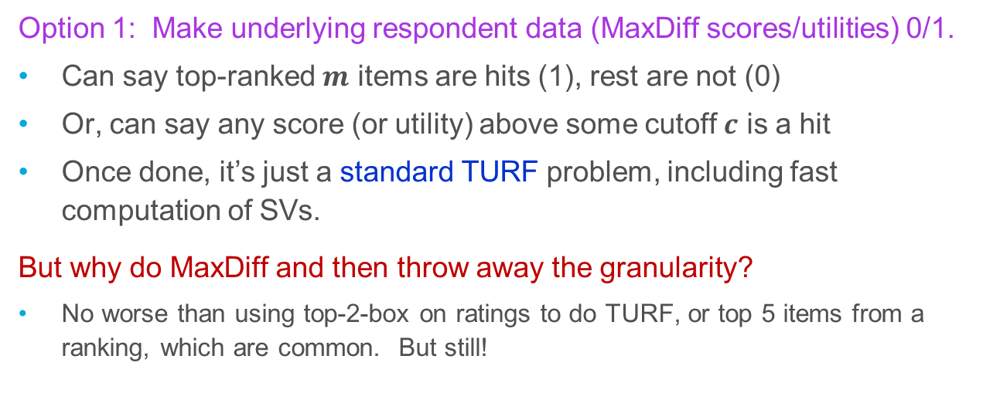 Option 1:  Make underlying respondent data (MaxDiff scores/utilities) 0/1.
• Can say top-ranked m items are hits (1), rest are not (0)
• Or, can say any score (or utility) above some cutoff c is a hit
• Once done, it’s just a standard TURF problem, including fast
computation of SVs.
But why do MaxDiff and then throw away the granularity?
• No worse than using top-2-box on ratings to do TURF, or top 5 items from a
ranking, which are common.  But still!